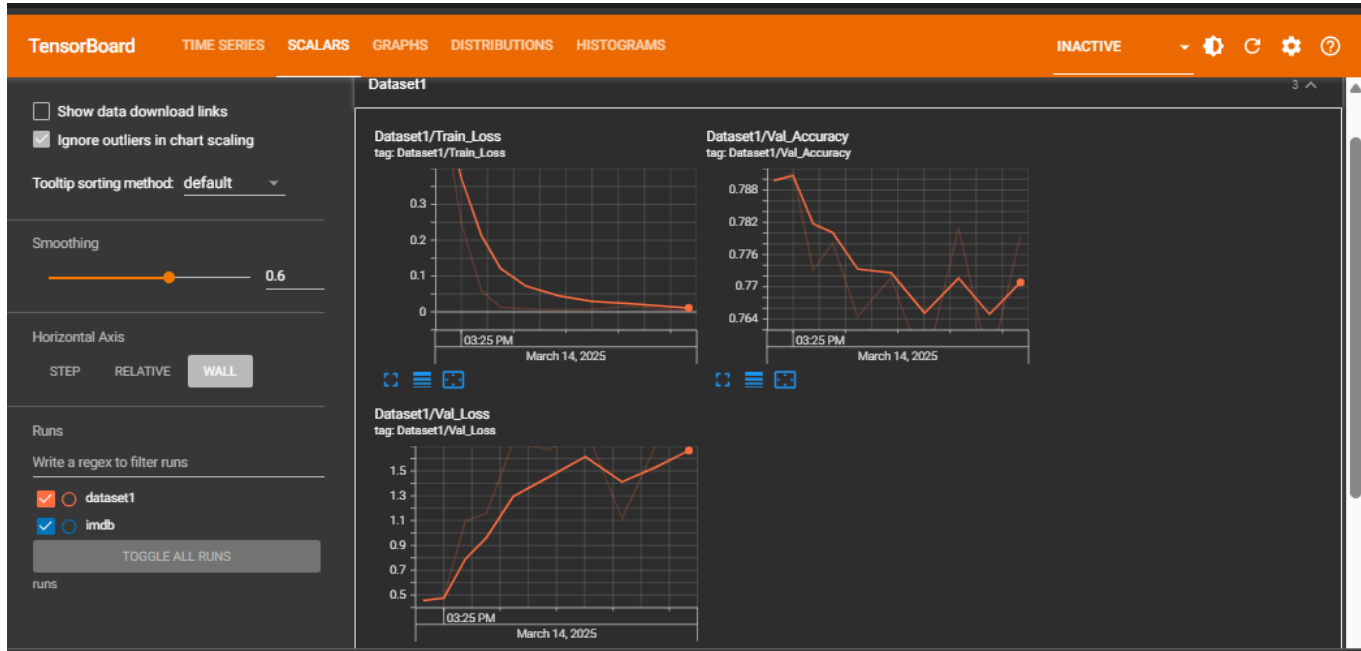 TensorBoard TIME SERIES SCALARS GRAPHS DISTRIBUTIONS HISTOGRAMS INACTIVE
Show data download links
Ignore outliers in chart scaling
Tooltip sorting method: default
Smoothing
0.6
Horizontal Axis
STEP RELATIVE WALL
Runs
Write a regex to filter runs
dataset1
imdb
TOGGLE ALL RUNS
runs
Dataset1 3
Dataset1/Train_Loss
tag: Dataset1/Train_Loss
0.3
0.2
0.1
0
03:25 PM
March 14, 2025
Dataset1/Val_Accuracy
tag: Dataset1/Val_Accuracy
0.788
0.782
0.776
0.77
0.764
03:25 PM
March 14, 2025
Dataset1/Val_Loss
tag: Dataset1/Val_Loss
1.5
1.3
1.1
0.9
0.7
0.5
03:25 PM
March 14, 2025